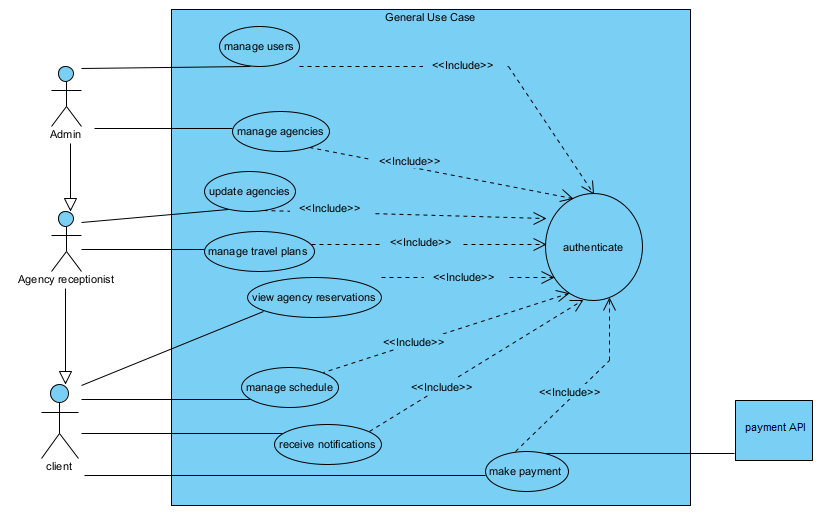 General Use Case
manage users
<<Include>>
Admin
manage agencies
<<Include>>
update agencies
<<Include>>
manage travel plans
<<Include>>
authenticate
Agency receptionist
view agency reservations
<<Include>>
<<Include>>
manage schedule
<<Include>>
<<Include>>
receive notifications
payment API
client
make payment